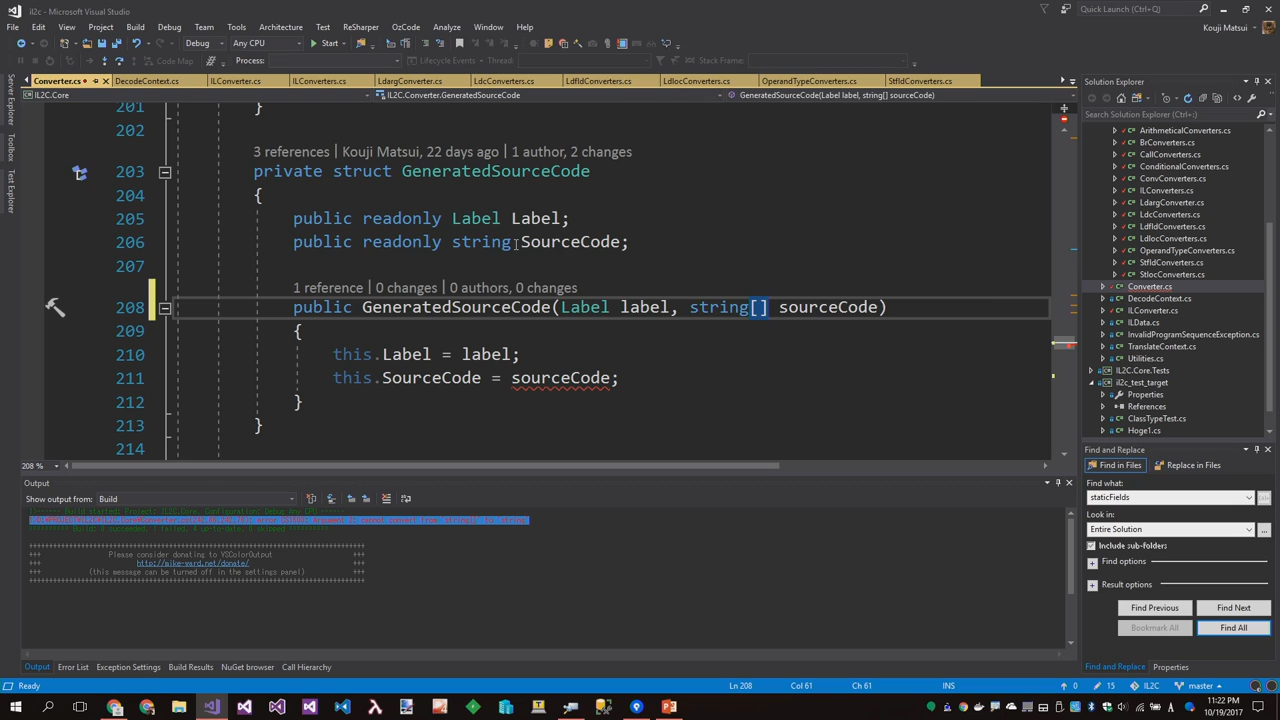 il2c - Microsoft Visual Studio
Quick Launch (Ctrl+Q)
File Edit View Project Build Debug Team Tools Architecture Test ReSharper OzCode Analyze Window Help
Kouji Matsui
Debug Any CPU Start
Code Map Process: Lifecycle Events Thread: Stack Frame:
Converter.cs DecodeContext.cs ILConverter.cs ILConverters.cs LdargConverter.cs LdcConverters.cs LdfldConverters.cs LdlocConverters.cs OperandTypeConverters.cs StfldConverters.cs
IL2C.Core IL2C.Converter.GeneratedSourceCode GeneratedSourceCode(Label label, string[] sourceCode)
Server Explorer
Toolbox
Test Explorer
201 }
202
3 references | Kouji Matsui, 22 days ago | 1 author, 2 changes
203 private struct GeneratedSourceCode
204 {
205 public readonly Label Label;
206 public readonly string SourceCode;
207
1 reference | 0 changes | 0 authors, 0 changes
208 public GeneratedSourceCode(Label label, string[] sourceCode)
209 {
210 this.Label = label;
211 this.SourceCode = sourceCode;
212 }
213 }
214
208 %
Output
Show output from: Build
+++ Please consider donating to VSColorOutput +++
+++ http://mike-ward.net/donate/ +++
+++ (this message can be turned off in the settings panel) +++
Output Error List Exception Settings Build Results NuGet browser Call Hierarchy
Solution Explorer
Search Solution Explorer (Ctrl+:)
ArithmeticalConverters.cs
BrConverters.cs
CallConverters.cs
ConditionalConverters.cs
ConvConverters.cs
ILConverters.cs
LdargConverter.cs
LdcConverters.cs
LdfldConverters.cs
LdlocConverters.cs
OperandTypeConverters.cs
StfldConverters.cs
StlocConverters.cs
Converter.cs
DecodeContext.cs
ILConverter.cs
ILData.cs
InvalidProgramSequenceException.cs
TranslateContext.cs
Utilities.cs
IL2C.Core.Tests
il2c_test_target
Properties
References
ClassTypeTest.cs
Hoge1.cs
Find and Replace
Find in Files Replace in Files
Find what:
staticFields
Look in:
Entire Solution
Include sub-folders
Find options
Result options
Find Previous Find Next
Bookmark All Find All
Find and Replace Properties
Ready Ln 208 Col 61 Ch 61 INS 0 15 IL2C master
11:22 PM
10/19/2017